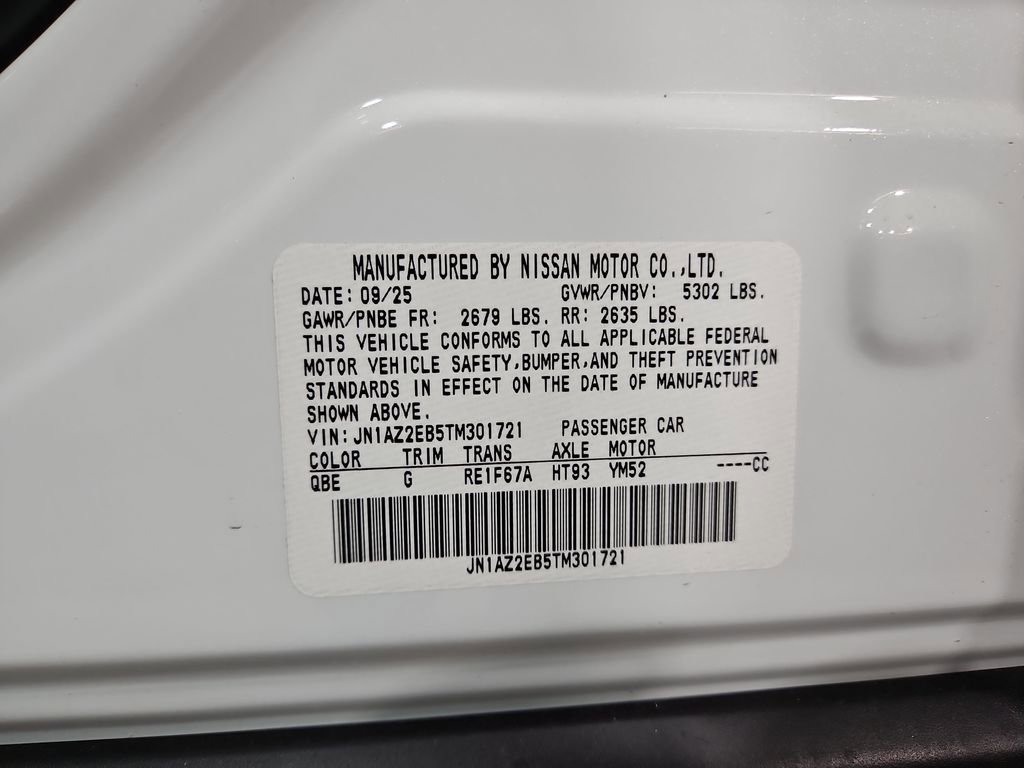 MANUFACTURED BY NISSAN MOTOR CO.,LTD.
DATE: 09/25 GVWR/PNBV: 5302 LBS.
GAWR/PNBE FR: 2679 LBS. RR: 2635 LBS.
THIS VEHICLE CONFORMS TO ALL APPLICABLE FEDERAL
MOTOR VEHICLE SAFETY,BUMPER,AND THEFT PREVENTION
STANDARDS IN EFFECT ON THE DATE OF MANUFACTURE
SHOWN ABOVE.
VIN: JN1AZ2EB5TM301721 PASSENGER CAR
COLOR TRIM TRANS AXLE MOTOR
QBE G RE1F67A HT93 YM52 ----CC
JN1AZ2EB5TM301721